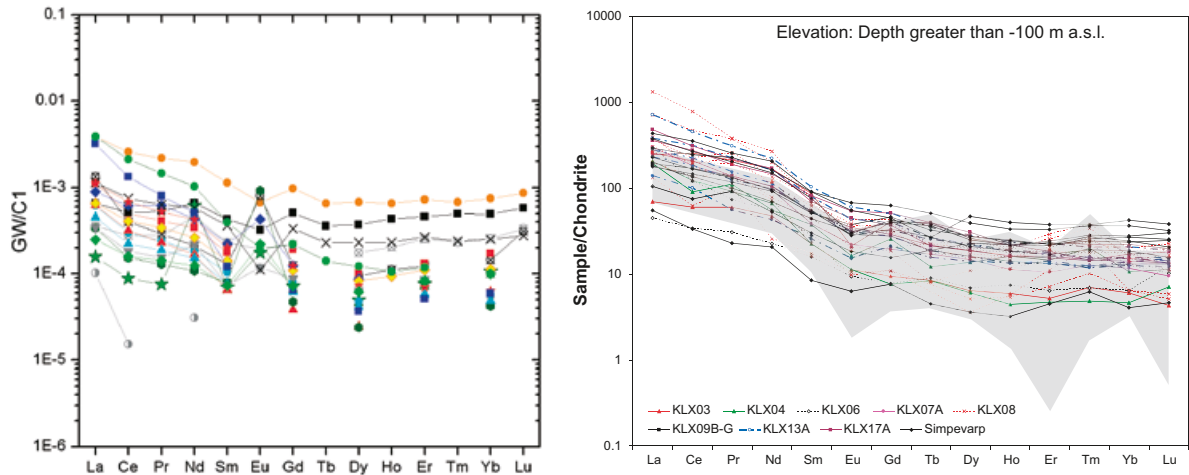 0.1
0.01
1E-3
1E-4
1E-5
1E-6
GW/C1
La Ce Pr Nd Sm Eu Gd Tb Dy Ho Er Tm Yb Lu
Elevation: Depth greater than -100 m a.s.l.
10000
1000
100
10
1
0.1
Sample/Chondrite
KLX03 KLX04 KLX06 KLX07A KLX08
KLX09B-G KLX13A KLX17A Simpevarp
La Ce Pr Nd Sm Eu Gd Tb Dy Ho Er Tm Yb Lu